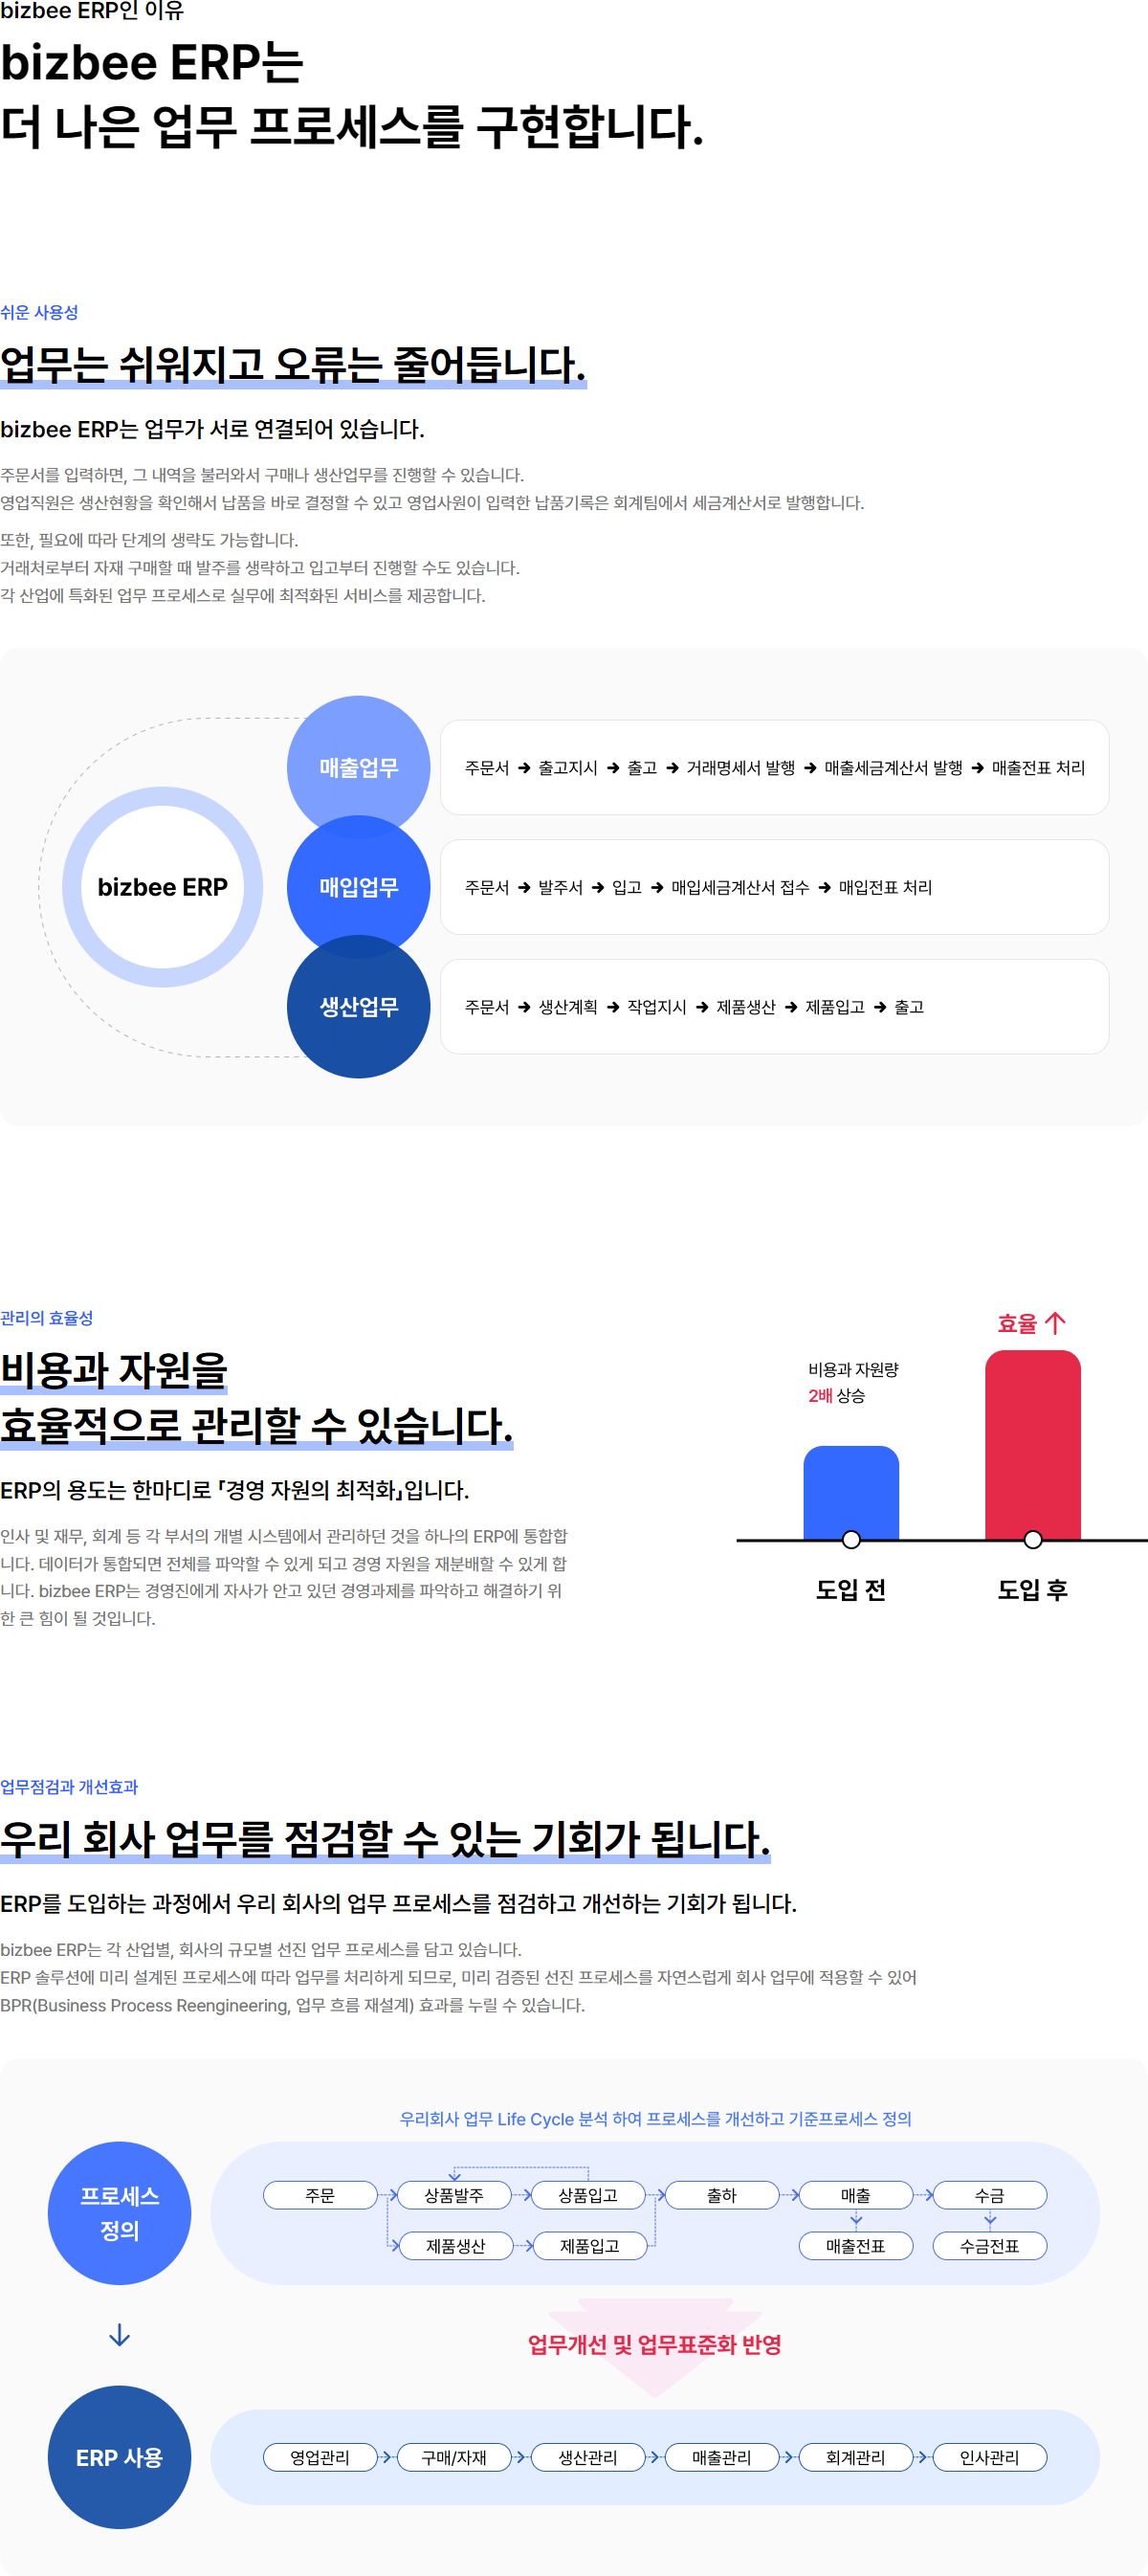 bizbee ERP인 이유
bizbee ERP는
더 나은 업무 프로세스를 구현합니다.
쉬운 사용성
업무는 쉬워지고 오류는 줄어듭니다.
bizbee ERP는 업무가 서로 연결되어 있습니다.
주문서를 입력하면, 그 내역을 불러와서 구매나 생산업무를 진행할 수 있습니다.
영업직원은 생산현황을 확인해서 납품을 바로 결정할 수 있고 영업사원이 입력한 납품기록은 회계팀에서 세금계산서로 발행합니다.
또한, 필요에 따라 단계의 생략도 가능합니다.
거래처로부터 자재 구매할 때 발주를 생략하고 입고부터 진행할 수도 있습니다.
각 산업에 특화된 업무 프로세스로 실무에 최적화된 서비스를 제공합니다.
bizbee ERP
매출업무
주문서 → 출고지시 → 출고 → 거래명세서 발행 → 매출세금계산서 발행 → 매출전표 처리
매입업무
주문서 → 발주서 → 입고 → 매입세금계산서 접수 → 매입전표 처리
생산업무
주문서 → 생산계획 → 작업지시 → 제품생산 → 제품입고 → 출고
관리의 효율성
비용과 자원을
효율적으로 관리할 수 있습니다.
ERP의 용도는 한마디로 「경영 자원의 최적화」입니다.
인사 및 재무, 회계 등 각 부서의 개별 시스템에서 관리하던 것을 하나의 ERP에 통합합
니다. 데이터가 통합되면 전체를 파악할 수 있게 되고 경영 자원을 재분배할 수 있게 합
니다. bizbee ERP는 경영진에게 자사가 안고 있던 경영과제를 파악하고 해결하기 위
한 큰 힘이 될 것입니다.
효율 ↑
비용과 자원량
2배 상승
도입 전
도입 후
업무점검과 개선효과
우리 회사 업무를 점검할 수 있는 기회가 됩니다.
ERP를 도입하는 과정에서 우리 회사의 업무 프로세스를 점검하고 개선하는 기회가 됩니다.
bizbee ERP는 각 산업별, 회사의 규모별 선진 업무 프로세스를 담고 있습니다.
ERP 솔루션에 미리 설계된 프로세스에 따라 업무를 처리하게 되므로, 미리 검증된 선진 프로세스를 자연스럽게 회사 업무에 적용할 수 있어
BPR(Business Process Reengineering, 업무 흐름 재설계) 효과를 누릴 수 있습니다.
우리회사 업무 Life Cycle 분석 하여 프로세스를 개선하고 기준프로세스 정의
프로세스
정의
주문 상품발주 상품입고 출하 매출 수금
제품생산 제품입고 매출전표 수금전표
업무개선 및 업무표준화 반영
ERP 사용
영업관리 구매/자재 생산관리 매출관리 회계관리 인사관리